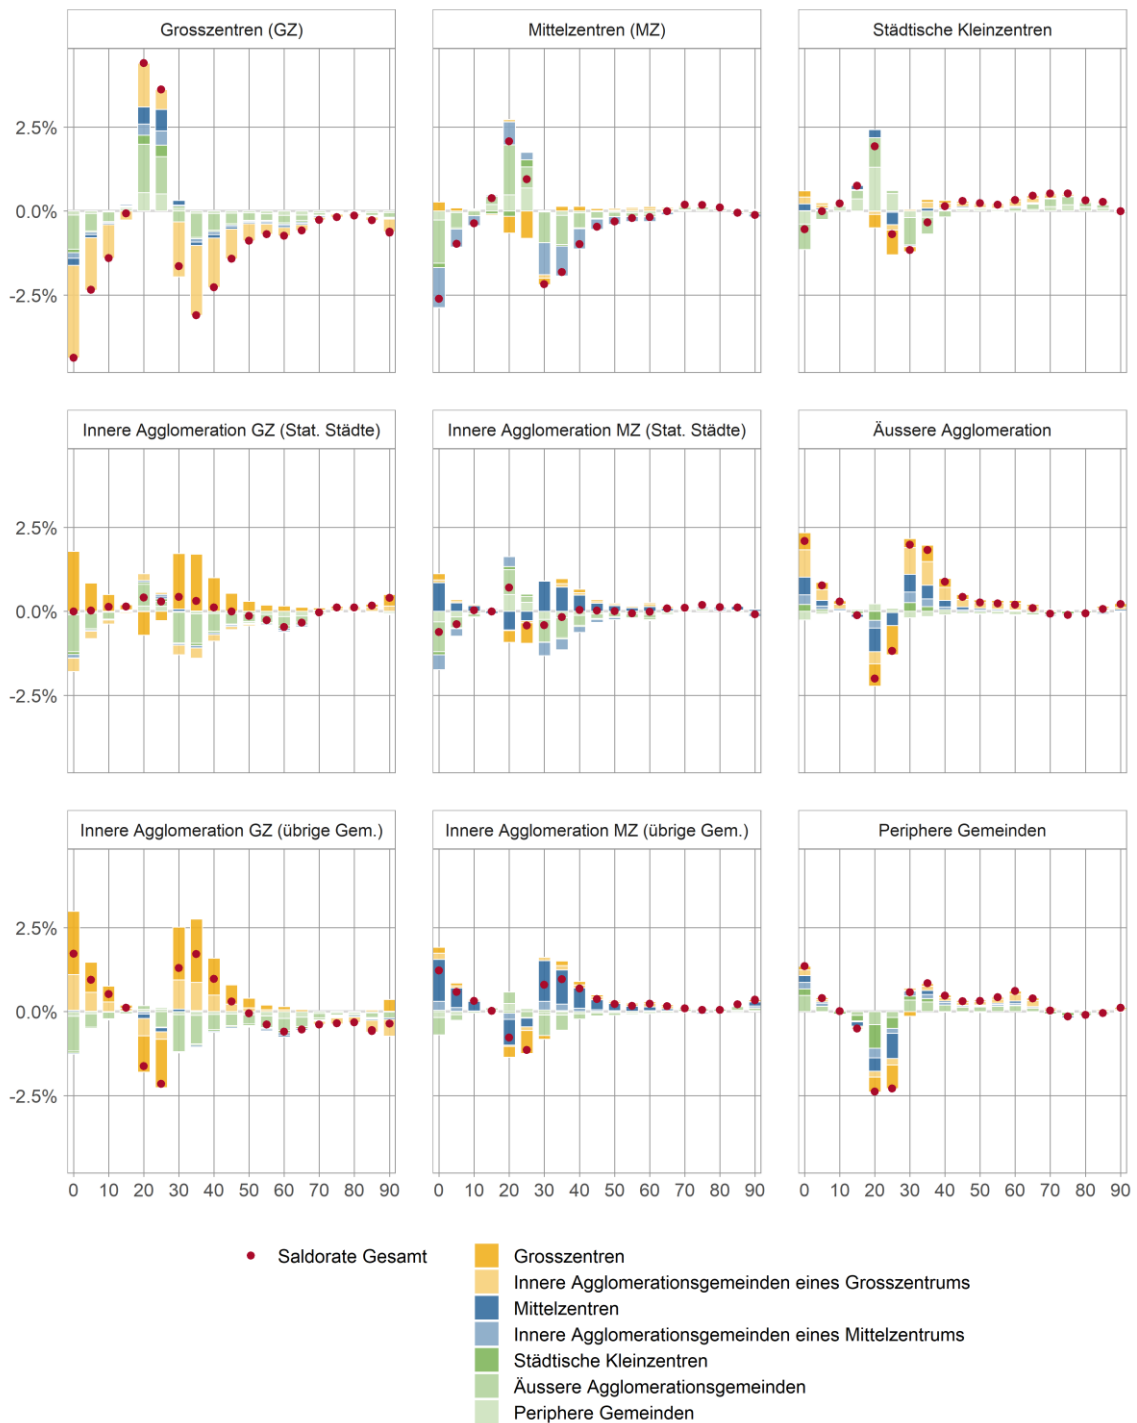 Grosszentren (GZ)
Mittelzentren (MZ)
Städtische Kleinzentren
2.5%
0.0%
-2.5%
Innere Agglomeration GZ (Stat. Städte)
Innere Agglomeration MZ (Stat. Städte)
Äussere Agglomeration
2.5%
0.0%
-2.5%
Innere Agglomeration GZ (übrige Gem.)
Innere Agglomeration MZ (übrige Gem.)
Periphere Gemeinden
2.5%
0.0%
-2.5%
0 10 20 30 40 50 60 70 80 90
0 10 20 30 40 50 60 70 80 90
0 10 20 30 40 50 60 70 80 90
Saldorate Gesamt
Grosszentren
Innere Agglomerationsgemeinden eines Grosszentrums
Mittelzentren
Innere Agglomerationsgemeinden eines Mittelzentrums
Städtische Kleinzentren
Äussere Agglomerationsgemeinden
Periphere Gemeinden